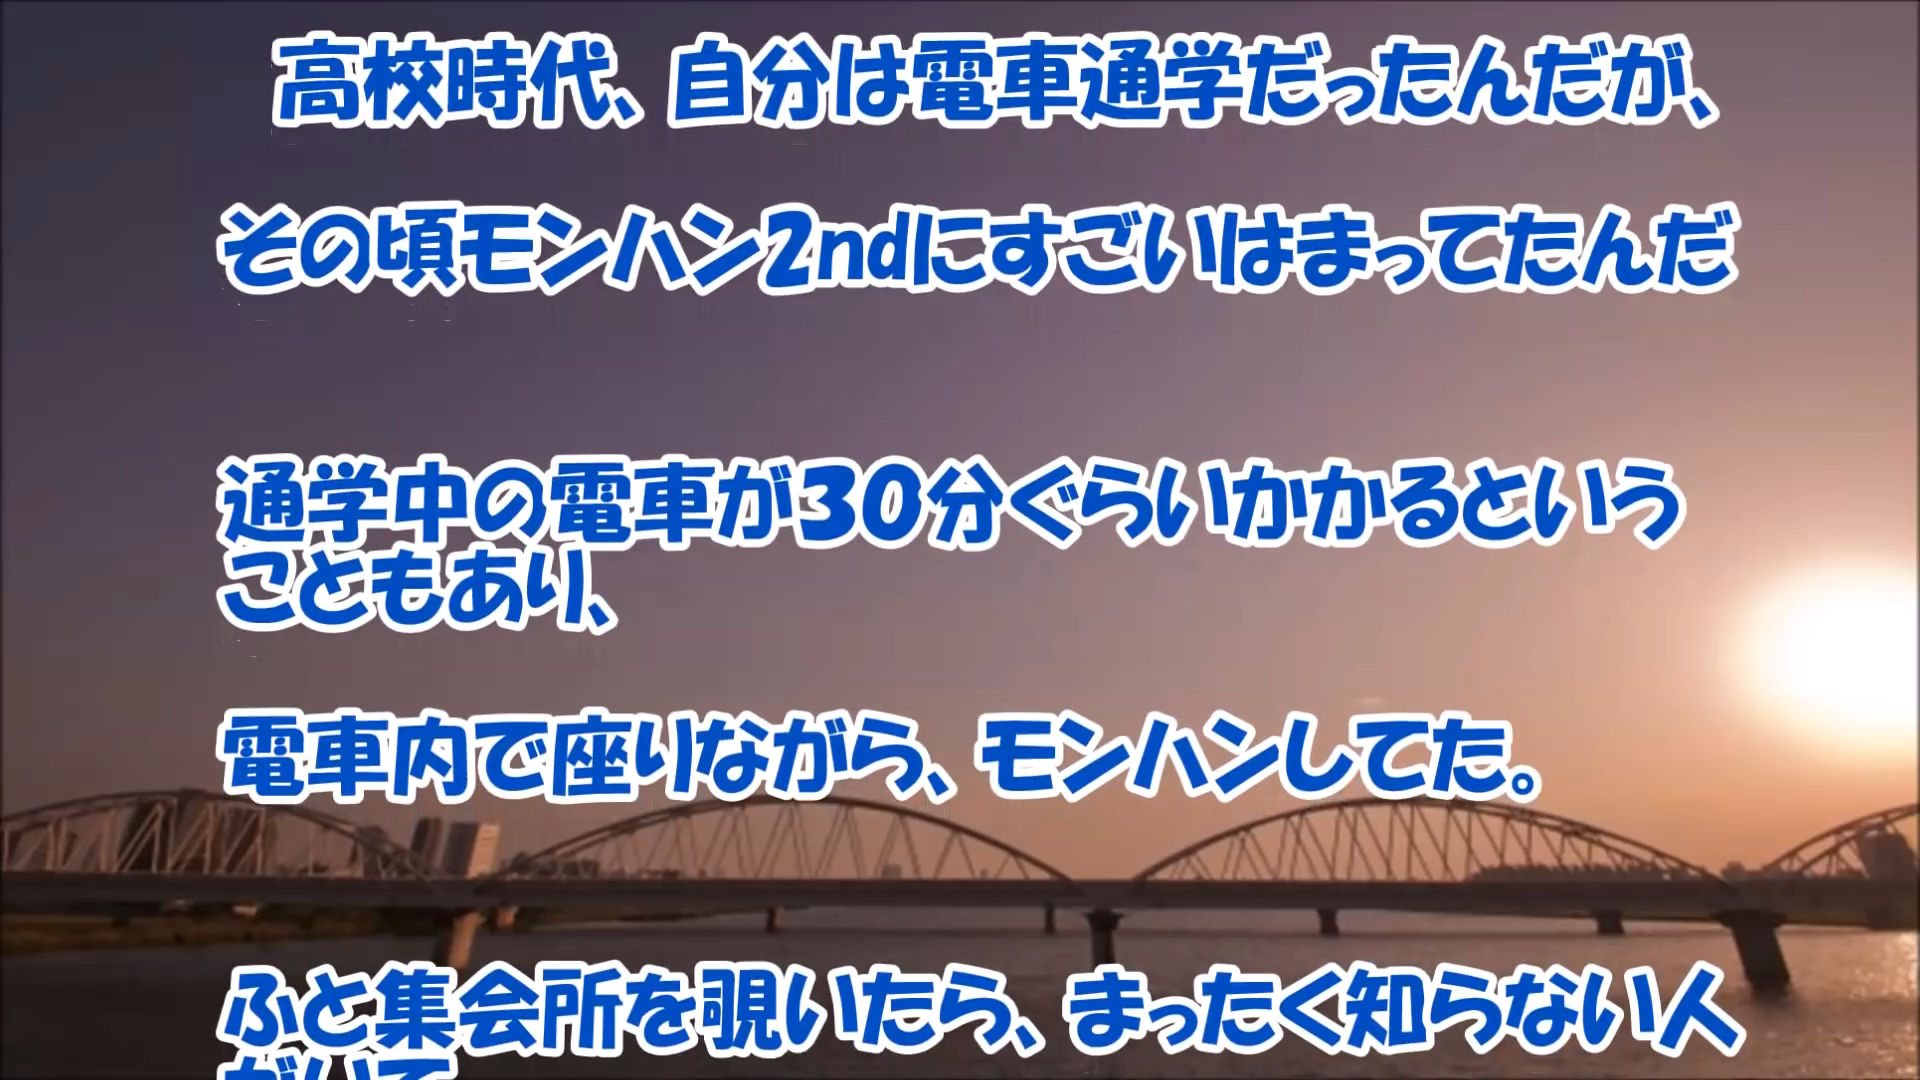 高校時代、自分は電車通学だったんだが、
その頃モンハン2ndにすごいはまってたんだ
通学中の電車が30分ぐらいかかるという
こともあり、
電車内で座りながら、モンハンしてた。
ふと集会所を覗いたら、まったく知らない人
がいて